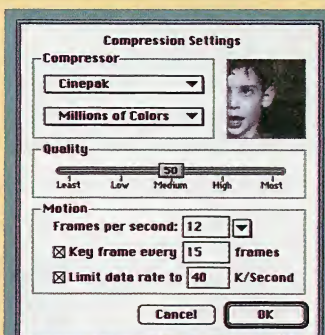 Compression Settings
Compressor
Cinepak
Millions of Colors
Quality
50
Least Low Medium High Most
Motion
Frames per second: 12
Key frame every 15 frames
Limit data rate to 40 K/Second
Cancel OK